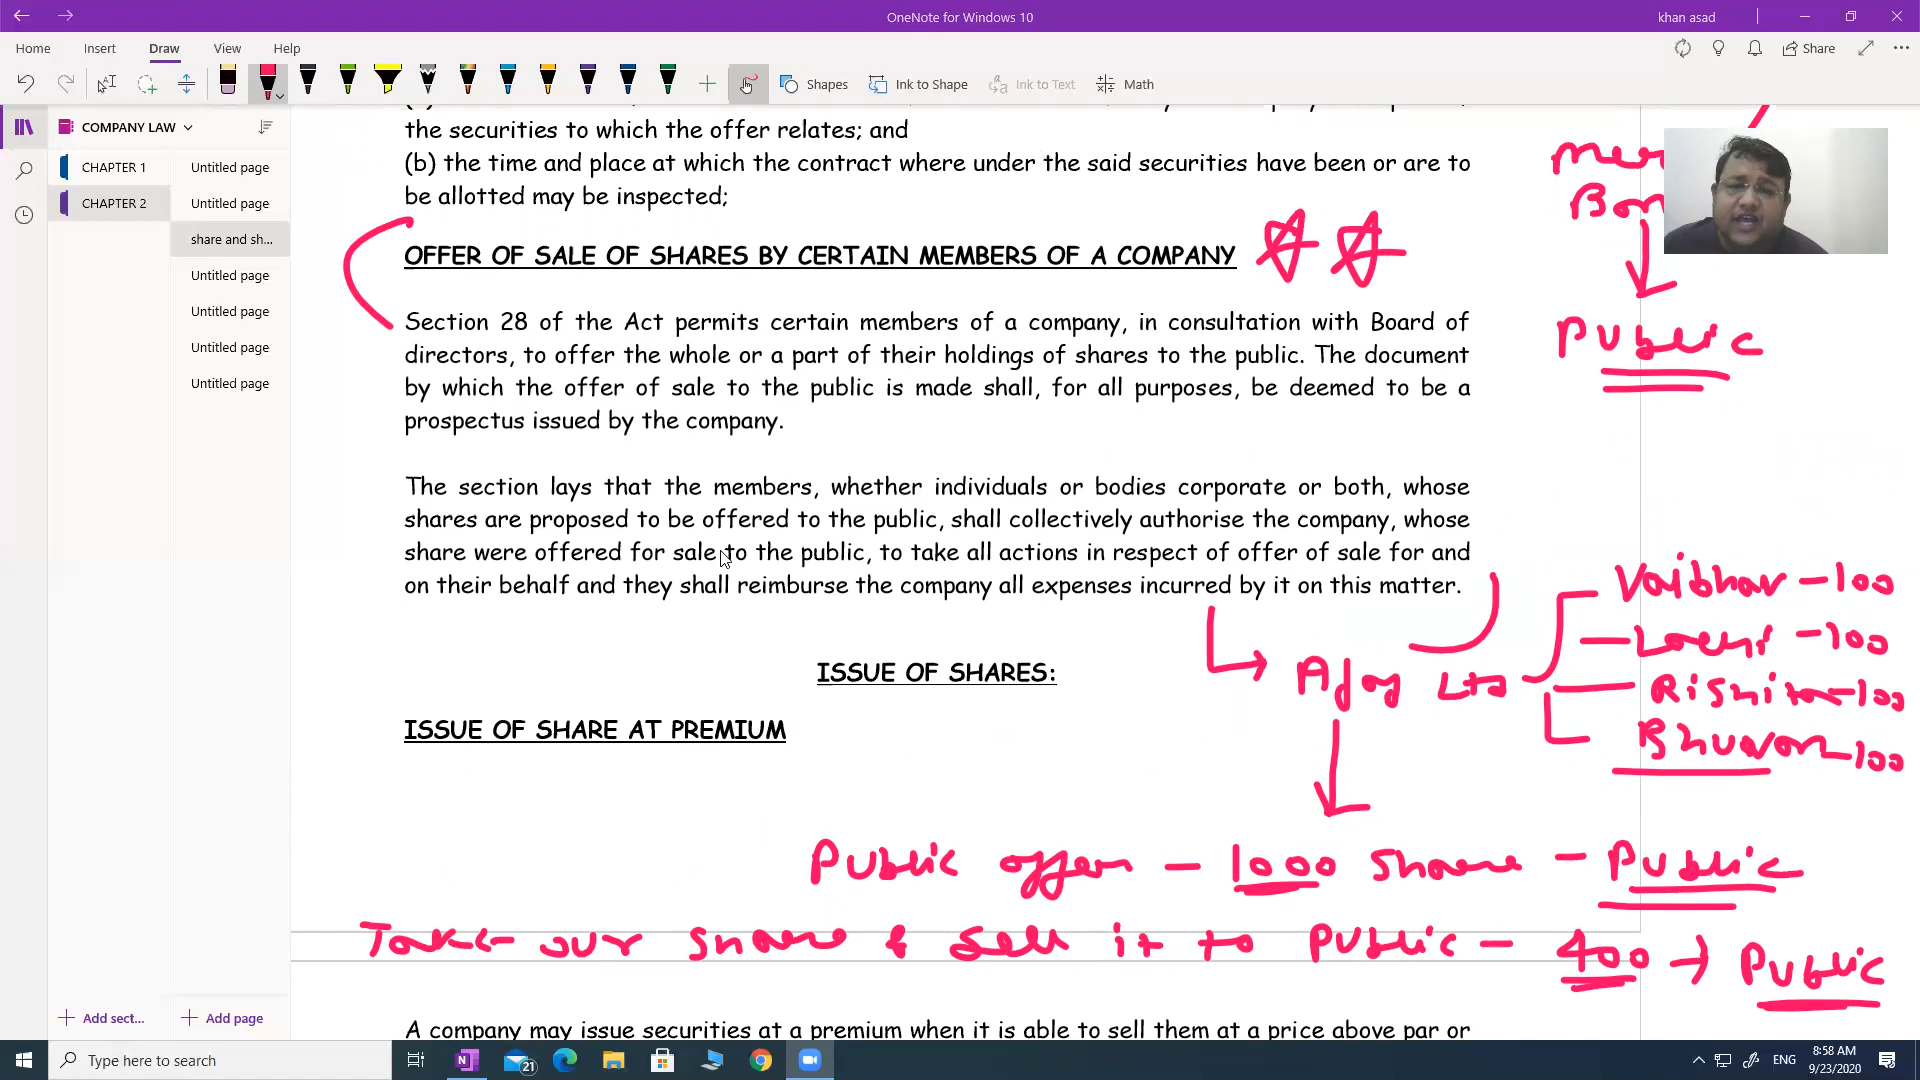 OneNote for Windows 10
khan asad
Home Insert Draw View Help
Share
Shapes Ink to Shape Ink to Text Math
COMPANY LAW
CHAPTER 1
CHAPTER 2
Untitled page
Untitled page
share and sh...
Untitled page
Untitled page
Untitled page
Untitled page
Add sect...
Add page
the securities to which the offer relates; and
(b) the time and place at which the contract where under the said securities have been or are to
be allotted may be inspected;
OFFER OF SALE OF SHARES BY CERTAIN MEMBERS OF A COMPANY
Section 28 of the Act permits certain members of a company, in consultation with Board of
directors, to offer the whole or a part of their holdings of shares to the public. The document
by which the offer of sale to the public is made shall, for all purposes, be deemed to be a
prospectus issued by the company.
The section lays that the members, whether individuals or bodies corporate or both, whose
shares are proposed to be offered to the public, shall collectively authorise the company, whose
share were offered for sale to the public, to take all actions in respect of offer of sale for and
on their behalf and they shall reimburse the company all expenses incurred by it on this matter.
ISSUE OF SHARES:
ISSUE OF SHARE AT PREMIUM
Public
Vaibhav - 100
- 100
100
Bhuvan - 100
Ajay Ltd
Public offer - 1000 Share - Public
Take our share & sell it to Public - 400 → Public
A company may issue securities at a premium when it is able to sell them at a price above par or
Type here to search
21
ENG
8:58 AM
9/23/2020